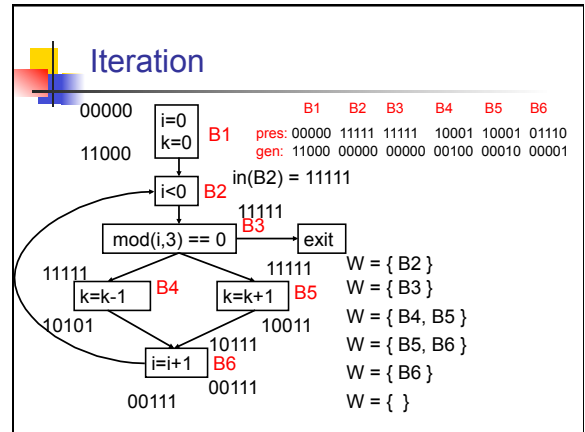 Iteration
00000
i=0
k=0
B1
11000
B1 B2 B3 B4 B5 B6
pres: 00000 11111 11111 10001 10001 01110
gen: 11000 00000 00000 00100 00010 00001
i<0
B2
in(B2) = 11111
11111
B3
mod(i,3) == 0
exit
11111
11111
k=k-1
B4
k=k+1
B5
10101
10011
10111
i=i+1
B6
00111
00111
W = { B2 }
W = { B3 }
W = { B4, B5 }
W = { B5, B6 }
W = { B6 }
W = { }